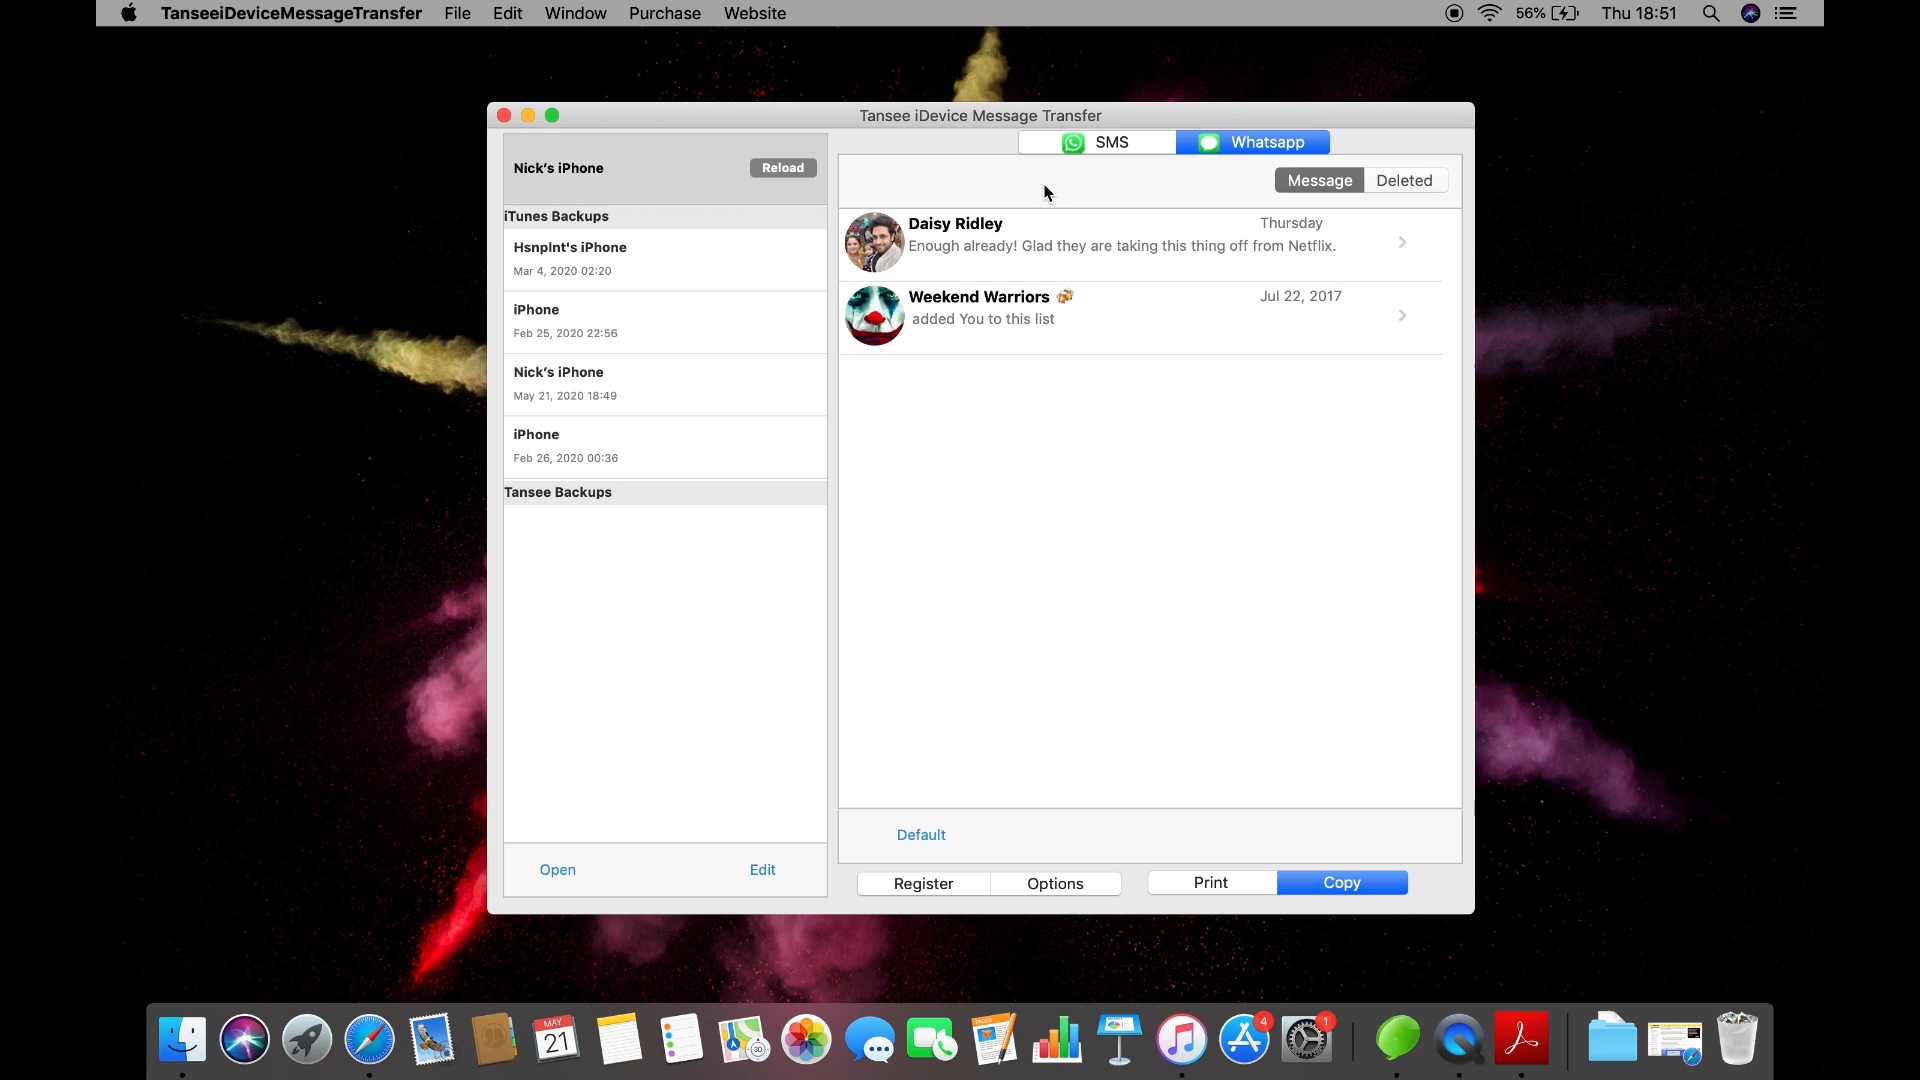 TanseeiDeviceMessageTransfer File Edit Window Purchase Website 56% Thu 18:51
Tansee iDevice Message Transfer
SMS Whatsapp
Nick's iPhone Reload
Message Deleted
iTunes Backups
Hsnplnt's iPhone
Mar 4, 2020 02:20
iPhone
Feb 25, 2020 22:56
Nick's iPhone
May 21, 2020 18:49
iPhone
Feb 26, 2020 00:36
Tansee Backups
Open Edit
Daisy Ridley Thursday
Enough already! Glad they are taking this thing off from Netflix.
Weekend Warriors 🍻 Jul 22, 2017
added You to this list
Default
Register Options Print Copy
MAY
21
3D
PAGES
4
1